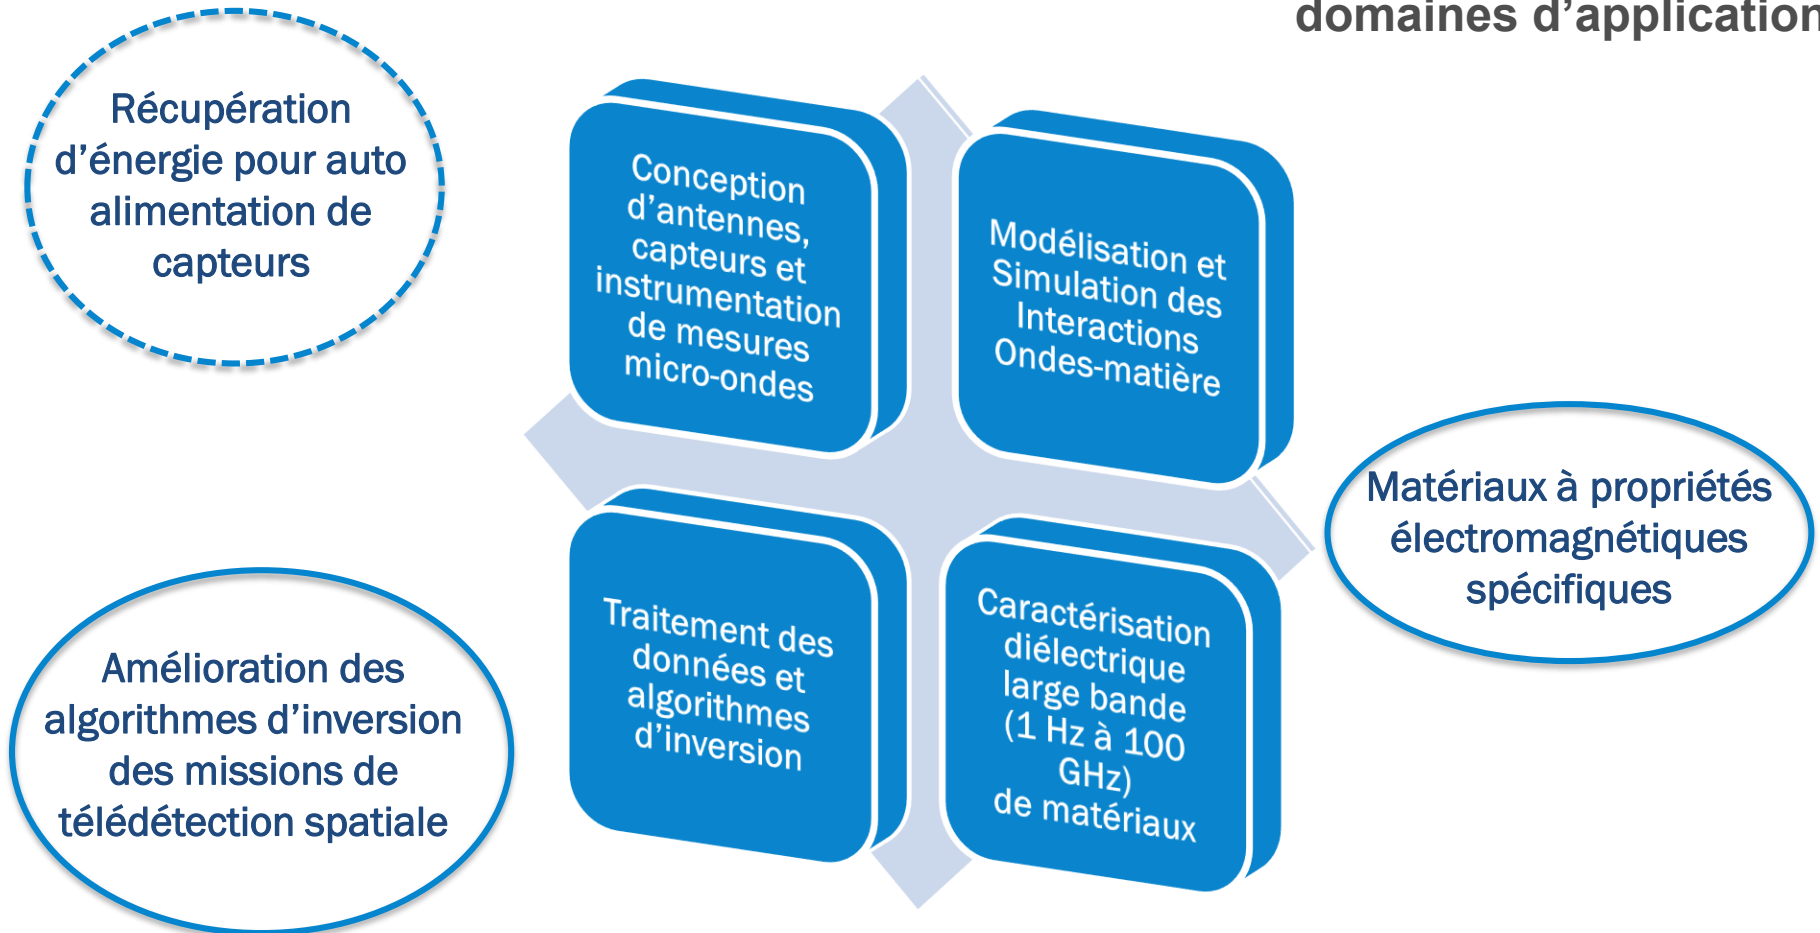 domaines d’application
Récupération
d’énergie pour auto
alimentation de
capteurs
Conception
d’antennes,
capteurs et
instrumentation
de mesures
micro-ondes
Modélisation et
Simulation des
Interactions
Ondes-matière
Matériaux à propriétés
électromagnétiques
spécifiques
Traitement des
données et
algorithmes
d’inversion
Caractérisation
diélectrique
large bande
(1 Hz à 100
GHz)
de matériaux
Amélioration des
algorithmes d’inversion
des missions de
télédétection spatiale